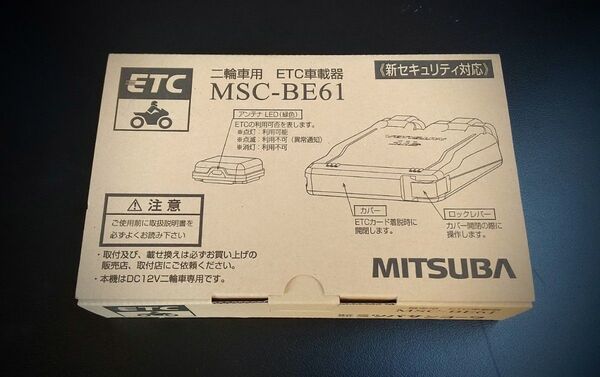 ETC
二輪車用 ETC車載器
MSC-BE61
《新セキュリティ対応》
アンテナ LED(緑色)
ETCの利用可否を表します。
※点灯:利用可能
※点滅:利用不可(異常通知)
※消灯:利用不可
カバー
ETCカード着脱時に
開閉します。
ロックレバー
カバー開閉の際に
操作します。
注意
ご使用前に取扱説明書を
必ずよくお読み下さい
・取付及び、載せ換えは必ずお買い上げの
販売店、取付店にご依頼ください。
・本機はDC12V二輪車専用です。
MITSUBA
MSC-BE61